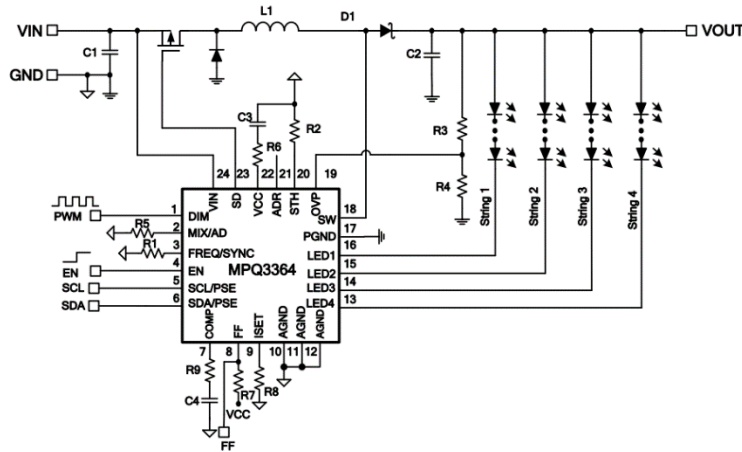 L1
D1
VIN
VOUT
C1
C2
GND
C3
R2
R3
R6
R4
24 23 22 21 20 19
String 1
String 2
String 3
String 4
VIN
SD
VCC
ADR
STH
OVP
PWM
1
DIM
SW
18
R5
2
MIX/AD
PGND
17
R1
3
FREQ/SYNC
LED1
16
EN
4
EN
MPQ3364
LED2
15
SCL
5
SCL/PSE
LED3
14
SDA
6
SDA/PSE
LED4
13
COMP
FF
ISET
AGND
AGND
AGND
7 8 9 10 11 12
R9
R7
R8
C4
VCC
FF